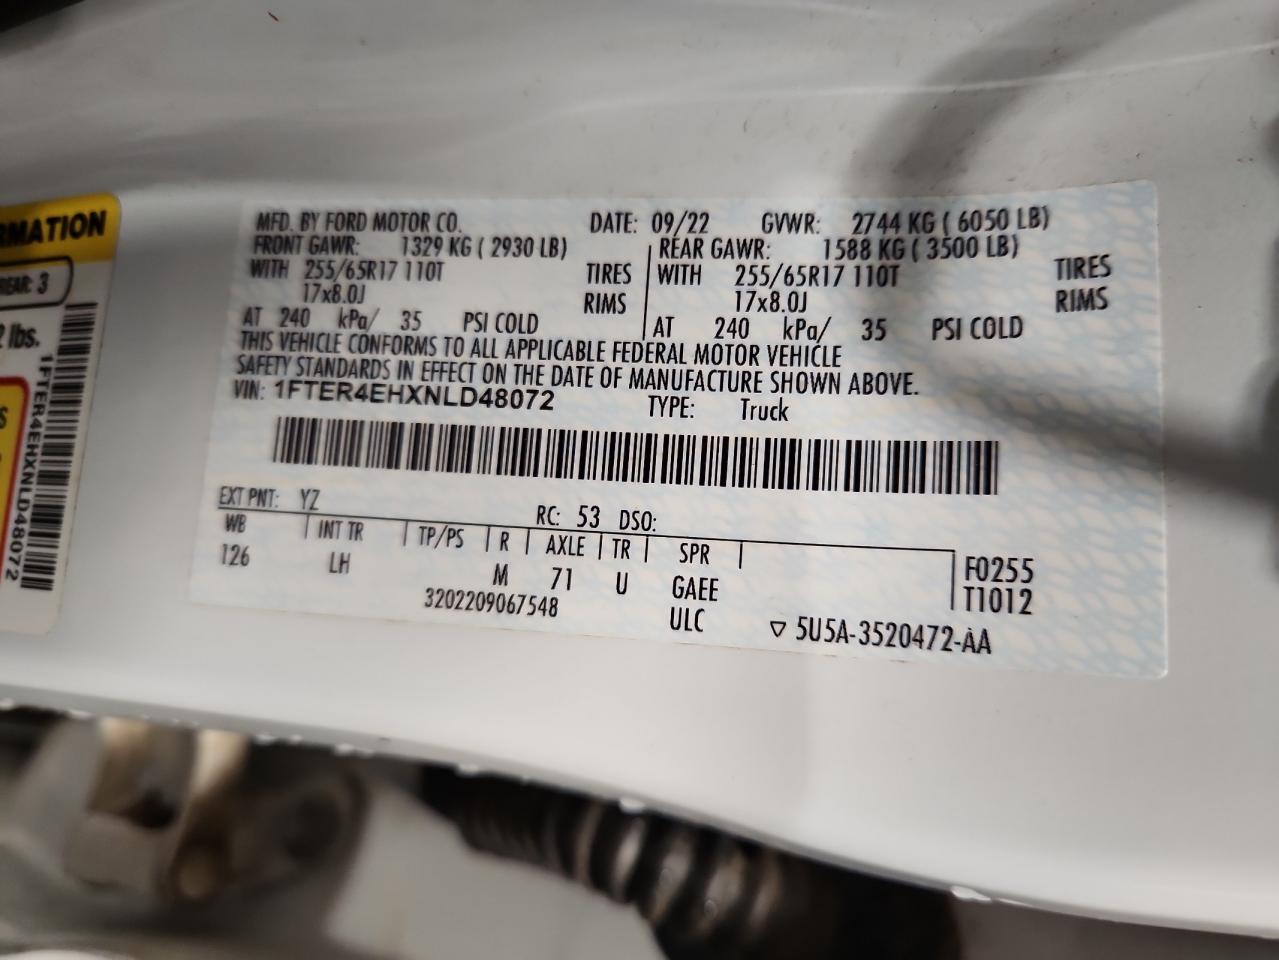 RMATION
REAR: 3
2 lbs.
1FTER4EHXNLD48072
S
MFD. BY FORD MOTOR CO. DATE: 09/22 GVWR: 2744 KG ( 6050 LB)
FRONT GAWR: 1329 KG ( 2930 LB) REAR GAWR: 1588 KG ( 3500 LB)
WITH 255/65R17 110T TIRES WITH 255/65R17 110T TIRES
17x8.0J RIMS 17x8.0J RIMS
AT 240 kPa/ 35 PSI COLD AT 240 kPa/ 35 PSI COLD
THIS VEHICLE CONFORMS TO ALL APPLICABLE FEDERAL MOTOR VEHICLE
SAFETY STANDARDS IN EFFECT ON THE DATE OF MANUFACTURE SHOWN ABOVE.
VIN: 1FTER4EHXNLD48072 TYPE: Truck
EXT PNT: YZ RC: 53 DSO:
WB INT TR TP/PS R AXLE TR SPR
126 LH M 71 U GAEE F0255
3202209067548 ULC T1012
▽ 5U5A-3520472-AA